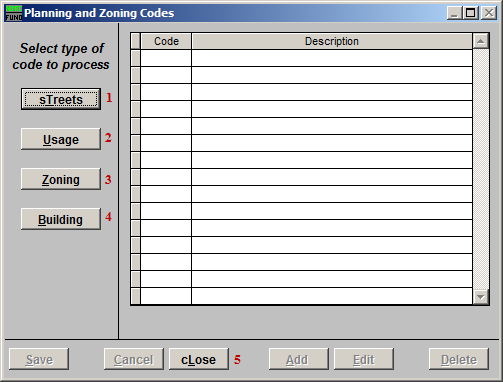 FUND Planning and Zoning Codes
Select type of
code to process
Code Description
sTreets 1
Usage 2
Zoning 3
Building 4
Save Cancel cLose 5 Add Edit Delete